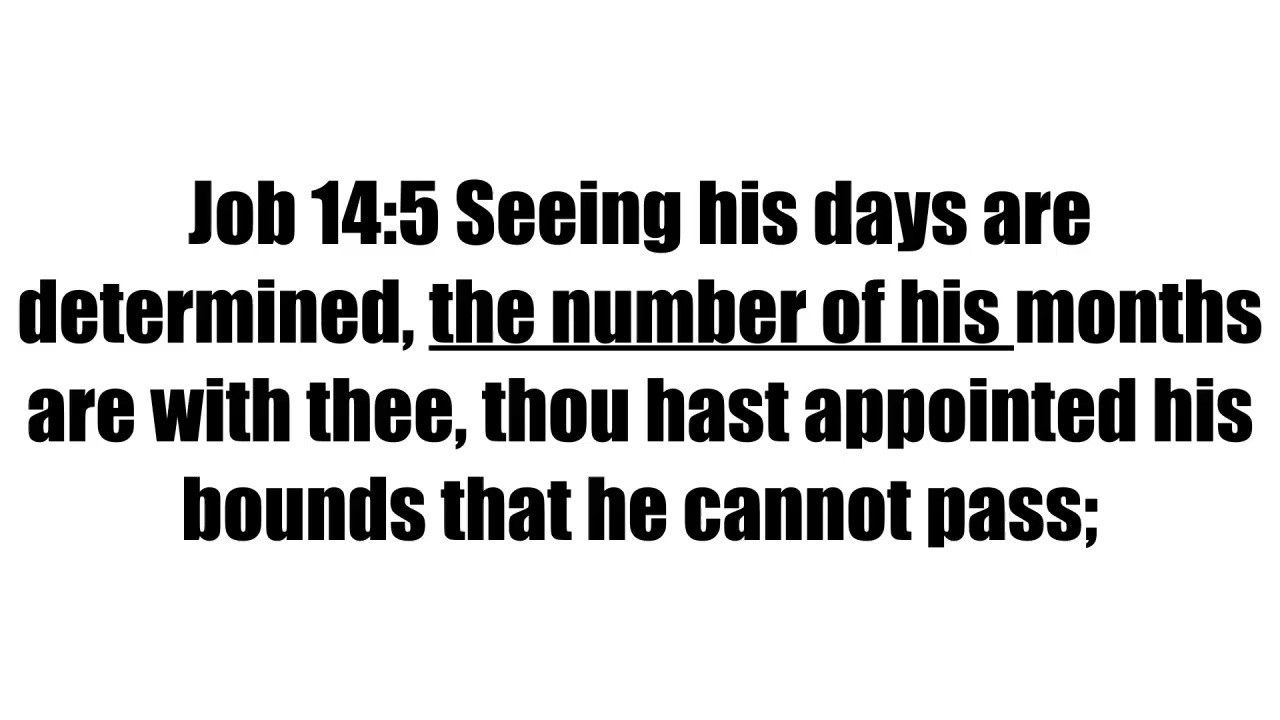 Job 14:5 Seeing his days are
determined, the number of his months
are with thee, thou hast appointed his
bounds that he cannot pass;